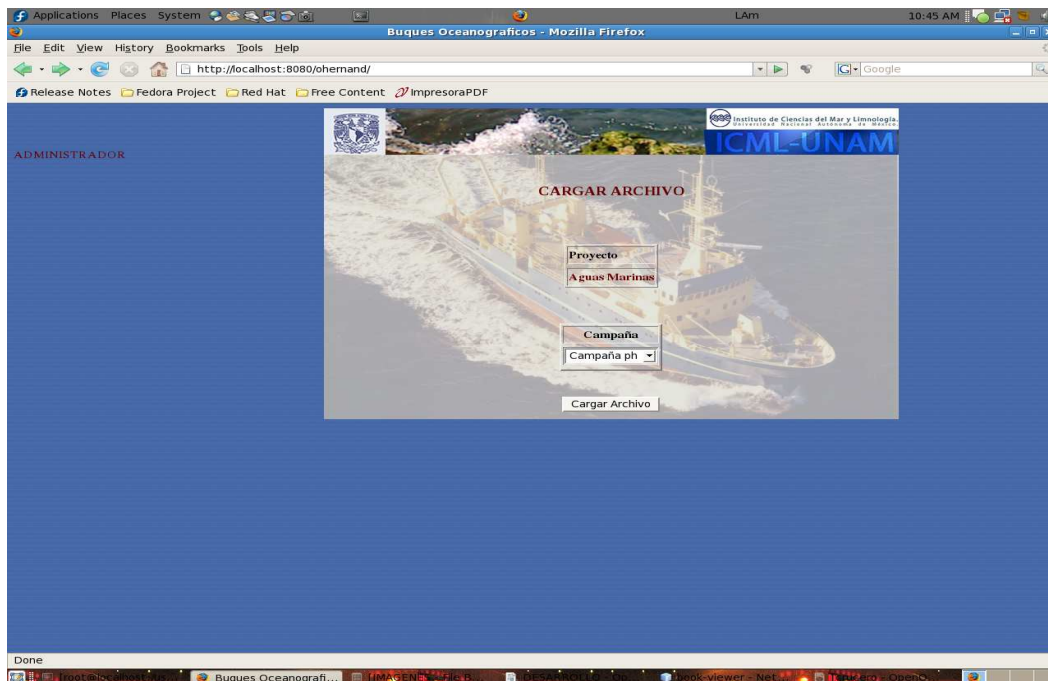 Applications Places System
LAm
10:45 AM
Buques Oceanograficos - Mozilla Firefox
File Edit View History Bookmarks Tools Help
http://localhost:8080/ohernand/
G Google
Release Notes Fedora Project Red Hat Free Content ImpresoraPDF
Instituto de Ciencias del Mar y Limnología.
Universidad Nacional Autónoma de México.
ICML-UNAM
ADMINISTRADOR
CARGAR ARCHIVO
Proyecto
Aguas Marinas
Campaña
Campaña ph
Cargar Archivo
Done
Buques Oceanografi...
book-viewer - Net